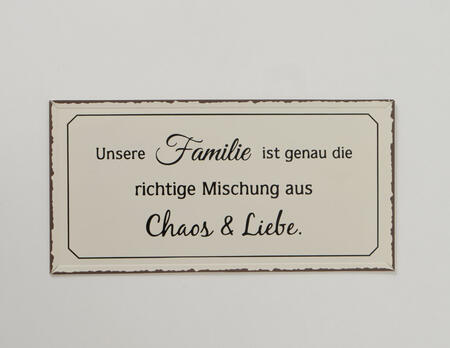 Unsere Familie ist genau die
richtige Mischung aus
Chaos & Liebe.